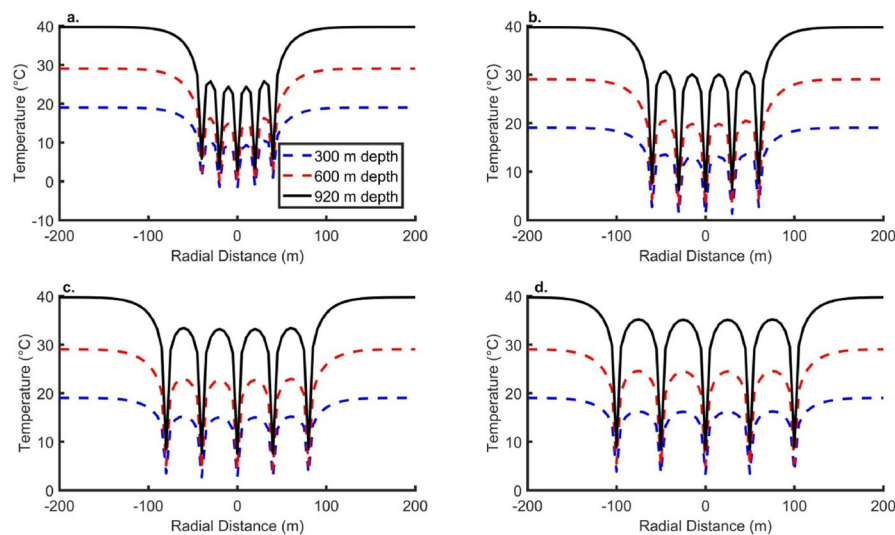 a.
40
30
20
10
0
-10
Temperature (°C)
-200 -100 0 100 200
Radial Distance (m)
300 m depth
600 m depth
920 m depth
b.
40
30
20
10
0
Temperature (°C)
-200 -100 0 100 200
Radial Distance (m)
c.
40
30
20
10
0
Temperature (°C)
-200 -100 0 100 200
Radial Distance (m)
d.
40
30
20
10
0
Temperature (°C)
-200 -100 0 100 200
Radial Distance (m)